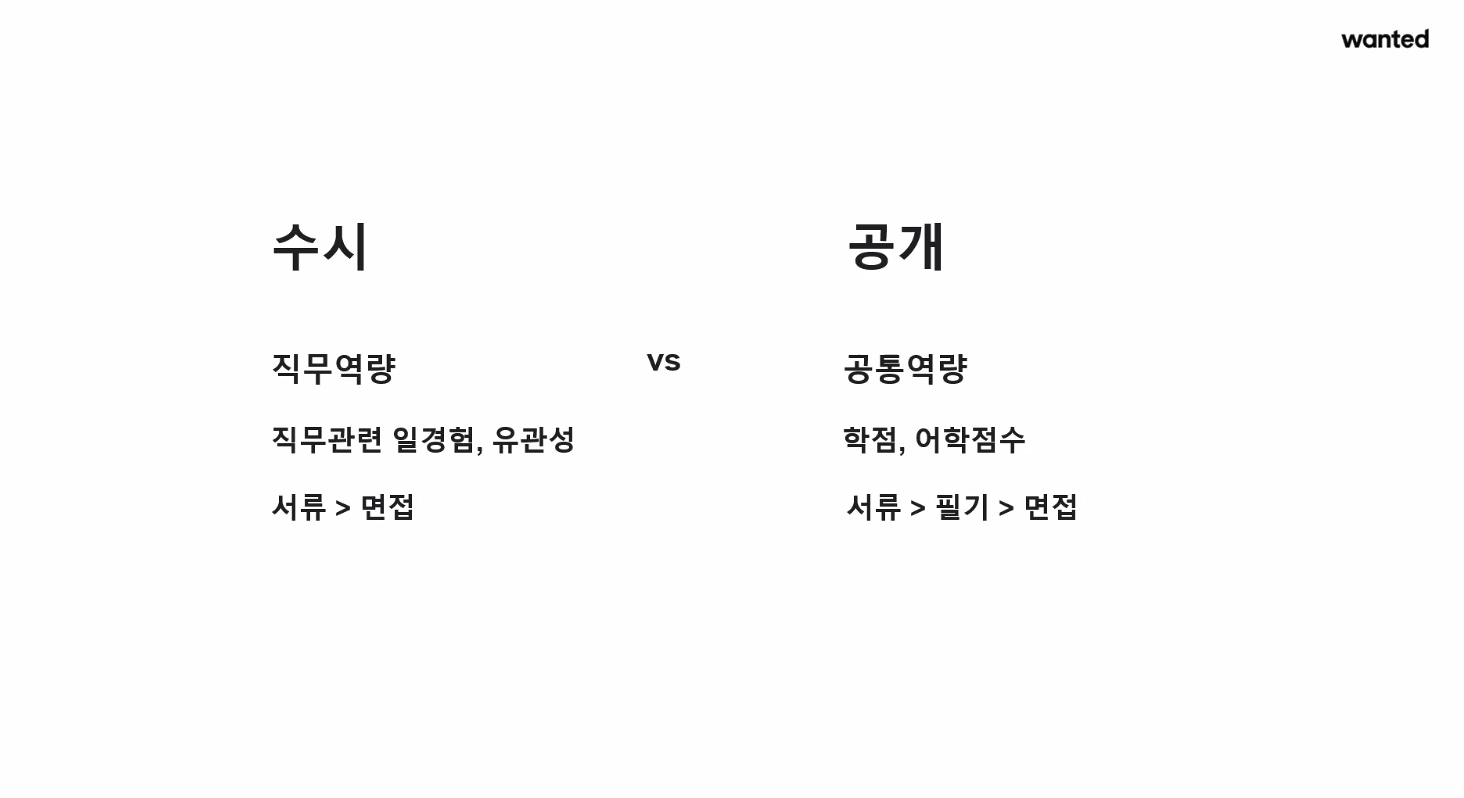 wanted
수시
공개
직무역량
vs
공통역량
직무관련 일경험, 유관성
학점, 어학점수
서류 > 면접
서류 > 필기 > 면접